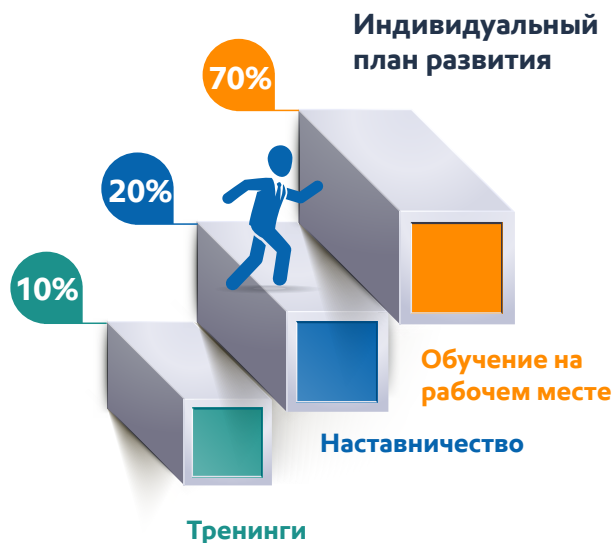 Индивидуальный
план развития
70%
20%
10%
Обучение на
рабочем месте
Наставничество
Тренинги